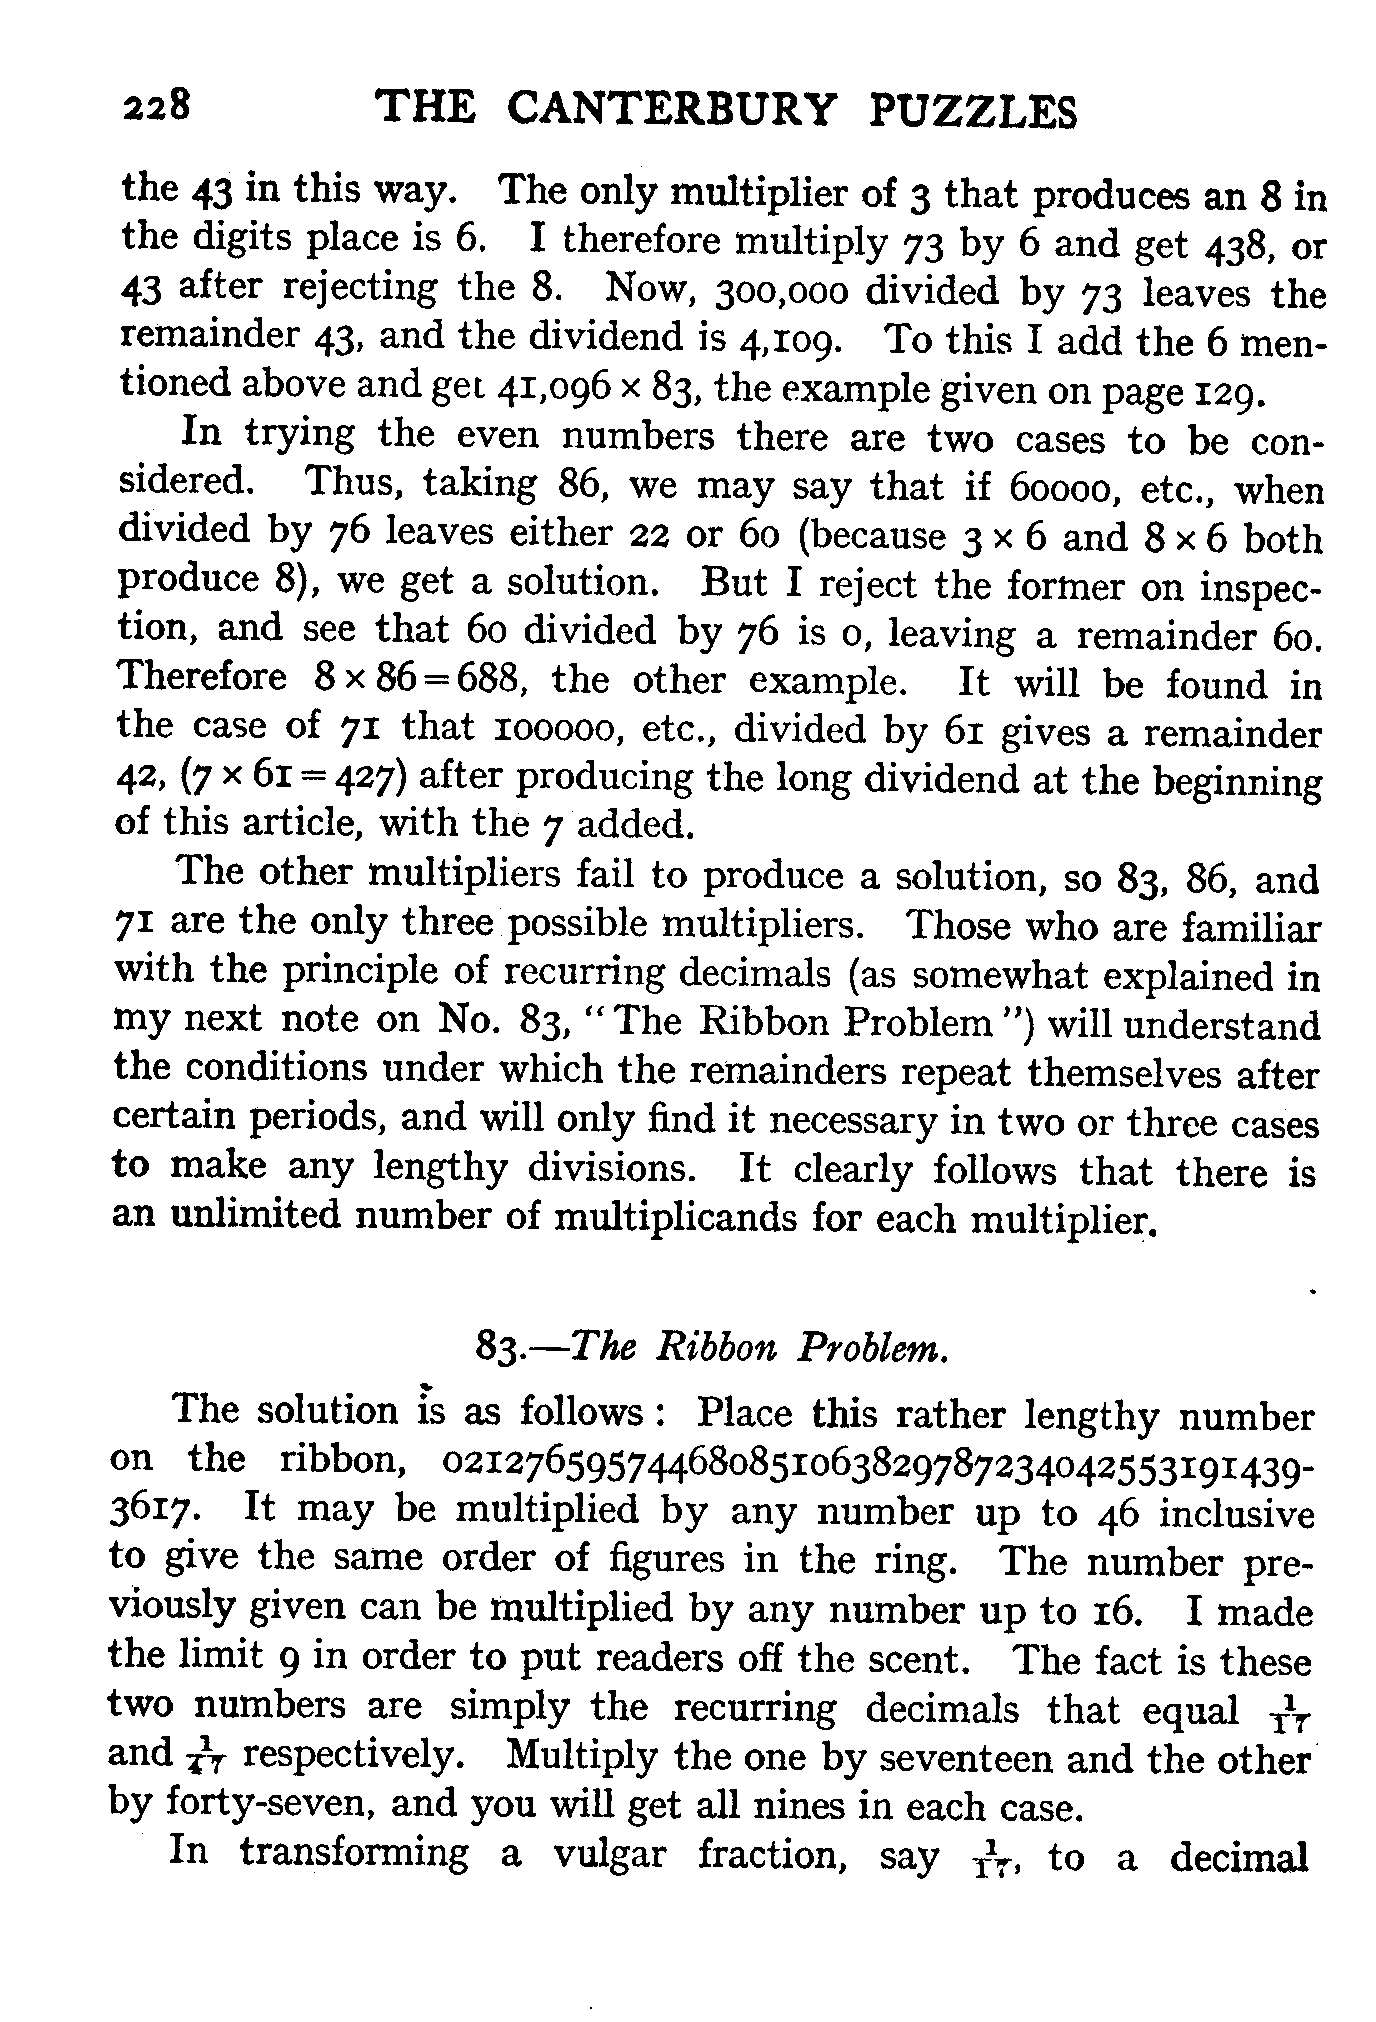 228 THE CANTERBURY PUZZLES
the 43 in this way. The only multiplier of 3 that produces an 8 in
the digits place is 6. I therefore multiply 73 by 6 and get 438, or
43 after rejecting the 8. Now, 300,000 divided by 73 leaves the
remainder 43, and the dividend is 4,109. To this I add the 6 men-
tioned above and get 41,096 × 83, the example given on page 129.
In trying the even numbers there are two cases to be con-
sidered. Thus, taking 86, we may say that if 60000, etc., when
divided by 76 leaves either 22 or 60 (because 3 × 6 and 8 × 6 both
produce 8), we get a solution. But I reject the former on inspec-
tion, and see that 60 divided by 76 is 0, leaving a remainder 60.
Therefore 8 × 86 = 688, the other example. It will be found in
the case of 71 that 100000, etc., divided by 61 gives a remainder
42, (7 × 61 = 427) after producing the long dividend at the beginning
of this article, with the 7 added.
The other multipliers fail to produce a solution, so 83, 86, and
71 are the only three possible multipliers. Those who are familiar
with the principle of recurring decimals (as somewhat explained in
my next note on No. 83, "The Ribbon Problem") will understand
the conditions under which the remainders repeat themselves after
certain periods, and will only find it necessary in two or three cases
to make any lengthy divisions. It clearly follows that there is
an unlimited number of multiplicands for each multiplier.
83.—The Ribbon Problem.
The solution is as follows: Place this rather lengthy number
on the ribbon, 021276595744680851063829787234042553191439-
3617. It may be multiplied by any number up to 46 inclusive
to give the same order of figures in the ring. The number pre-
viously given can be multiplied by any number up to 16. I made
the limit 9 in order to put readers off the scent. The fact is these
two numbers are simply the recurring decimals that equal 1/17
and 1/47 respectively. Multiply the one by seventeen and the other
by forty-seven, and you will get all nines in each case.
In transforming a vulgar fraction, say 1/17, to a decimal